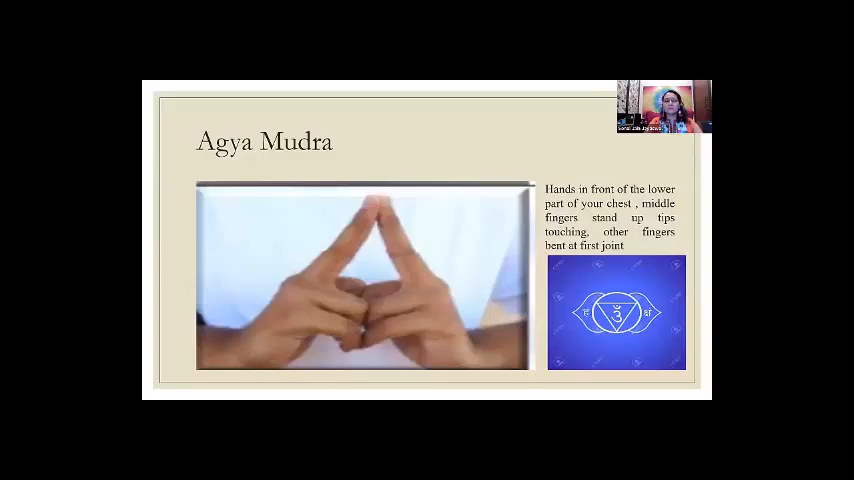 Agya Mudra
Hands in front of the lower
part of your chest , middle
fingers stand up tips
touching, other fingers
bent at first joint
हं ॐ क्षं